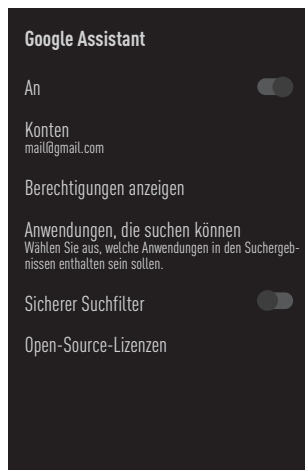 Google Assistant
An
Konten
mail@gmail.com
Berechtigungen anzeigen
Anwendungen, die suchen können
Wählen Sie aus, welche Anwendungen in den Suchergeb-
nissen enthalten sein sollen.
Sicherer Suchfilter
Open-Source-Lizenzen